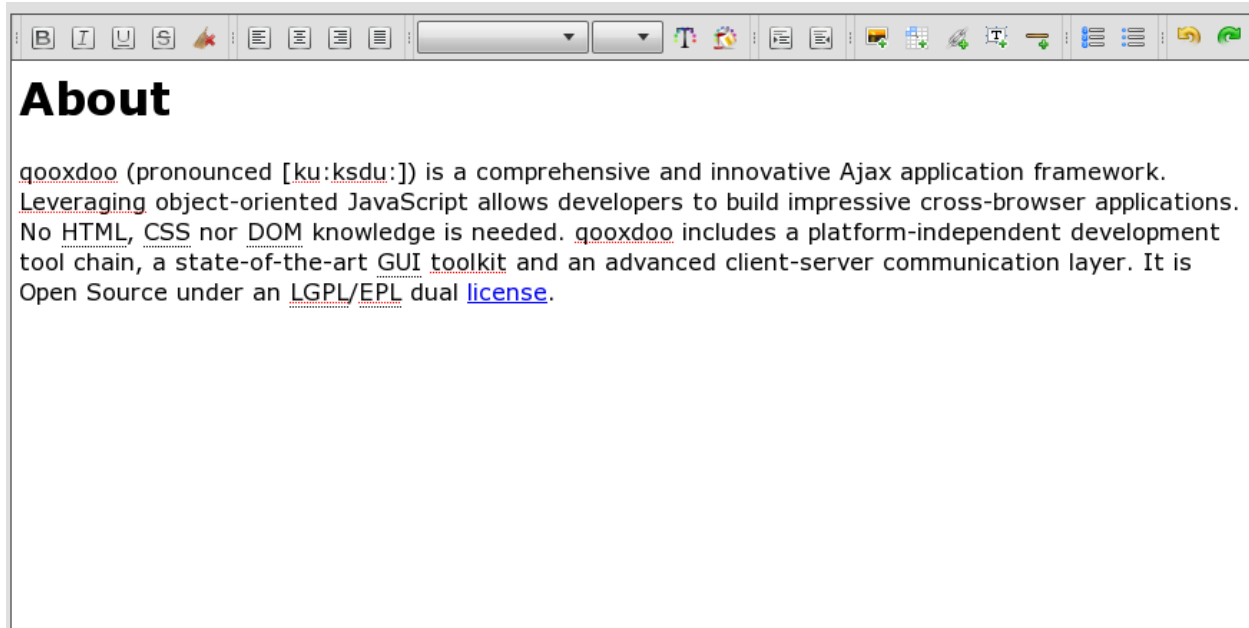 About
qooxdoo (pronounced [ku:ksdu:]) is a comprehensive and innovative Ajax application framework.
Leveraging object-oriented JavaScript allows developers to build impressive cross-browser applications.
No HTML, CSS nor DOM knowledge is needed. qooxdoo includes a platform-independent development
tool chain, a state-of-the-art GUI toolkit and an advanced client-server communication layer. It is
Open Source under an LGPL/EPL dual license.